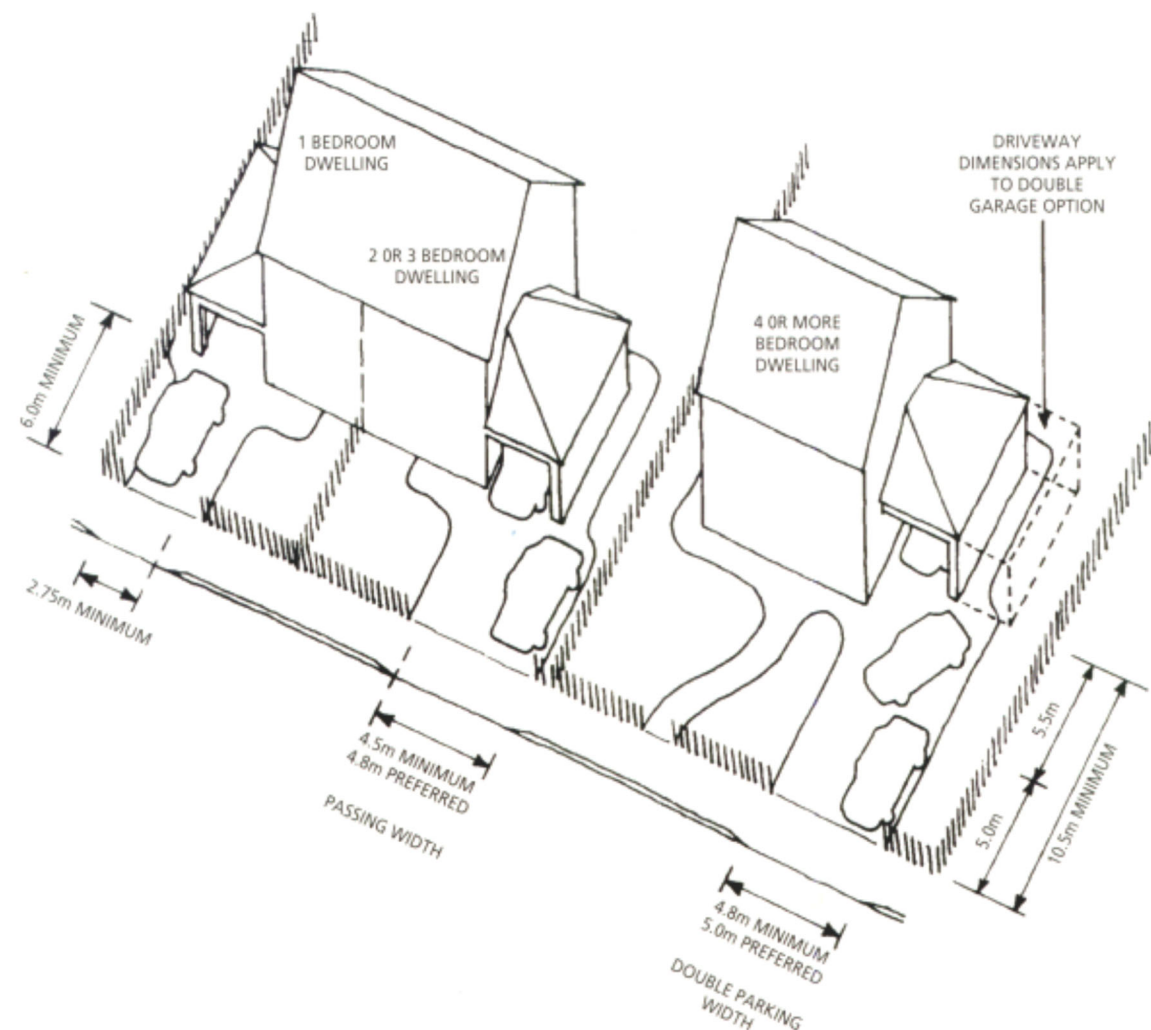 1 BEDROOM
DWELLING
2 0R 3 BEDROOM
DWELLING
DRIVEWAY
DIMENSIONS APPLY
TO DOUBLE
GARAGE OPTION
4 0R MORE
BEDROOM
DWELLING
6.0m MINIMUM
2.75m MINIMUM
4.5m MINIMUM
4.8m PREFERRED
PASSING WIDTH
5.5m
5.0m
10.5m MINIMUM
4.8m MINIMUM
5.0m PREFERRED
DOUBLE PARKING
WIDTH